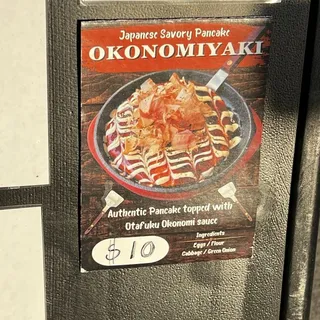 Japanese Savory Pancake
OKONOMIYAKI
Authentic Pancake topped with
Otafuku Okonomi sauce
Ingredients
Eggs / Flour
Cabbage / Green Onion
$10